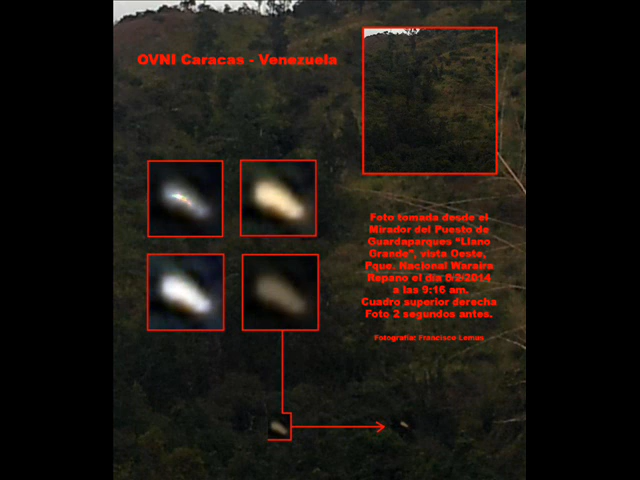 OVNI Caracas - Venezuela
Foto tomada desde el
Mirador del Puesto de
Guardaparques "Llano
Grande", vista Oeste,
Pque. Nacional Waraira
Repano el día 8/2/2014
a las 9:16 am.
Cuadro superior derecha
Foto 2 segundos antes.
Fotografía: Francisco Lemus